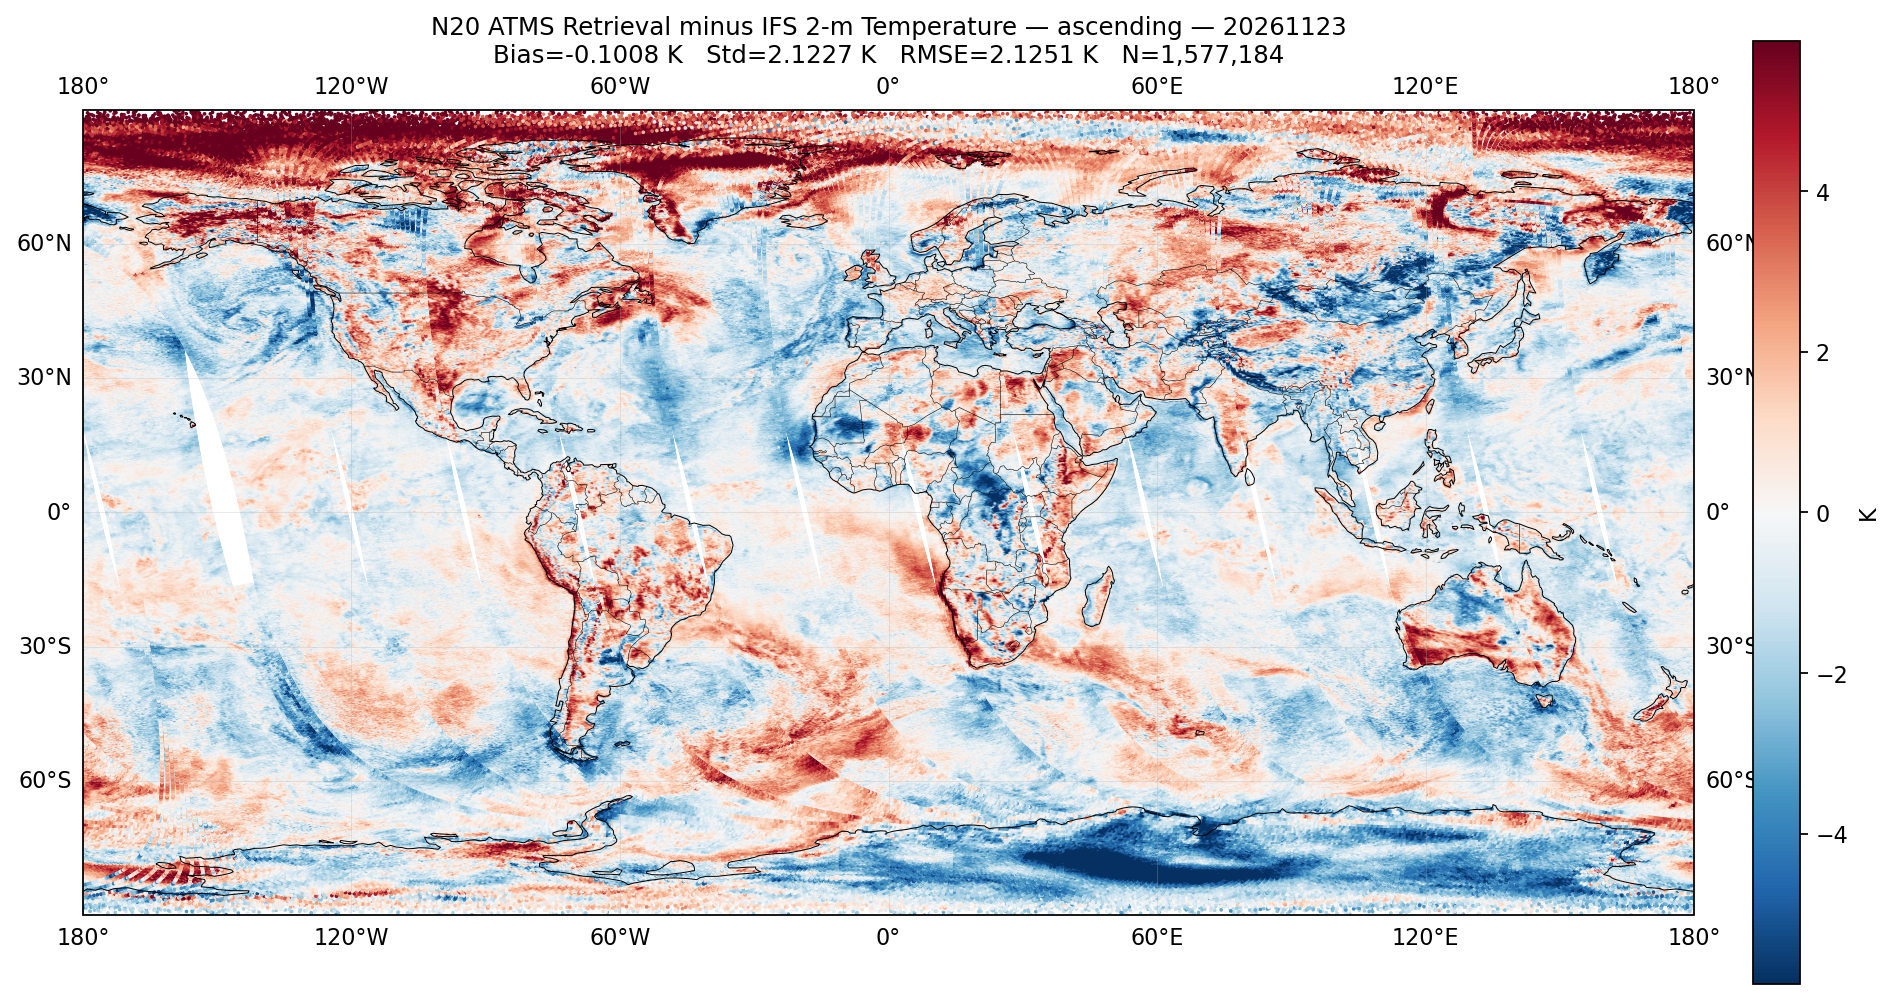 N20 ATMS Retrieval minus IFS 2-m Temperature — ascending — 20261123
Bias=-0.1008 K   Std=2.1227 K   RMSE=2.1251 K   N=1,577,184
180° 120°W 60°W 0° 60°E 120°E 180°
60°N 60°N
30°N 30°N
0° 0°
30°S 30°S
60°S 60°S
180° 120°W 60°W 0° 60°E 120°E 180°
4
2
0
−2
−4
K